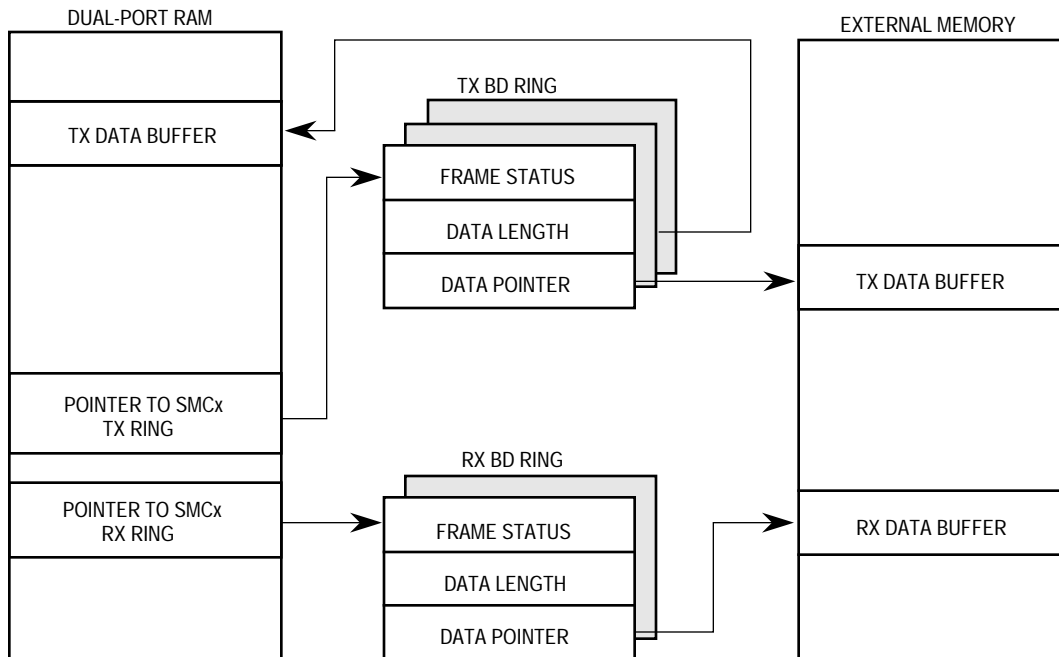 DUAL-PORT RAM
TX DATA BUFFER
POINTER TO SMCx
TX RING
POINTER TO SMCx
RX RING
TX BD RING
FRAME STATUS
DATA LENGTH
DATA POINTER
RX BD RING
FRAME STATUS
DATA LENGTH
DATA POINTER
EXTERNAL MEMORY
TX DATA BUFFER
RX DATA BUFFER